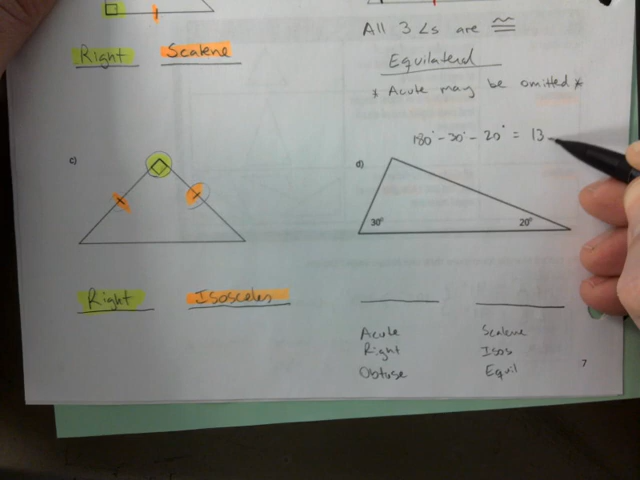 All 3 ∠s are ≅
Right Scalene
Equilateral
* Acute may be omitted *
180° - 30° - 20° = 13
c)
d)
30°
20°
Right Isosceles
Acute Scalene
Right Isos
Obtuse Equil
7